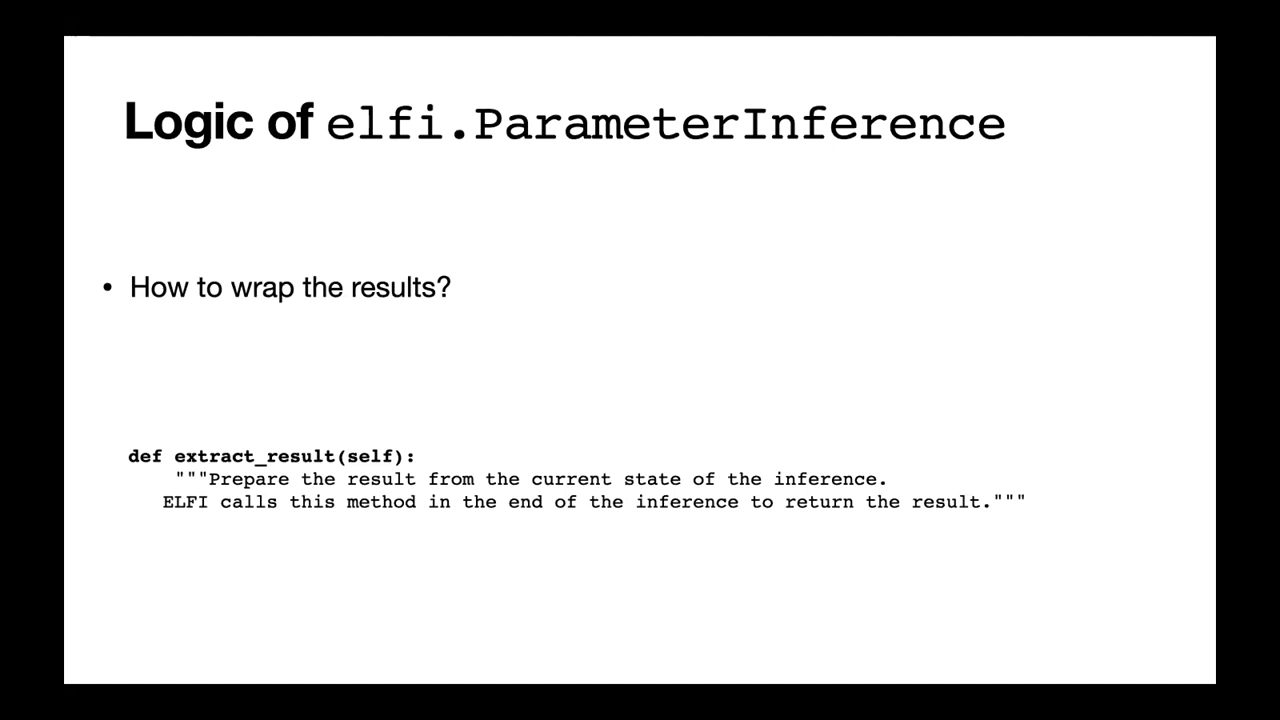 Logic of elfi.ParameterInference
• How to wrap the results?
def extract_result(self):
"""Prepare the result from the current state of the inference.
ELFI calls this method in the end of the inference to return the result."""